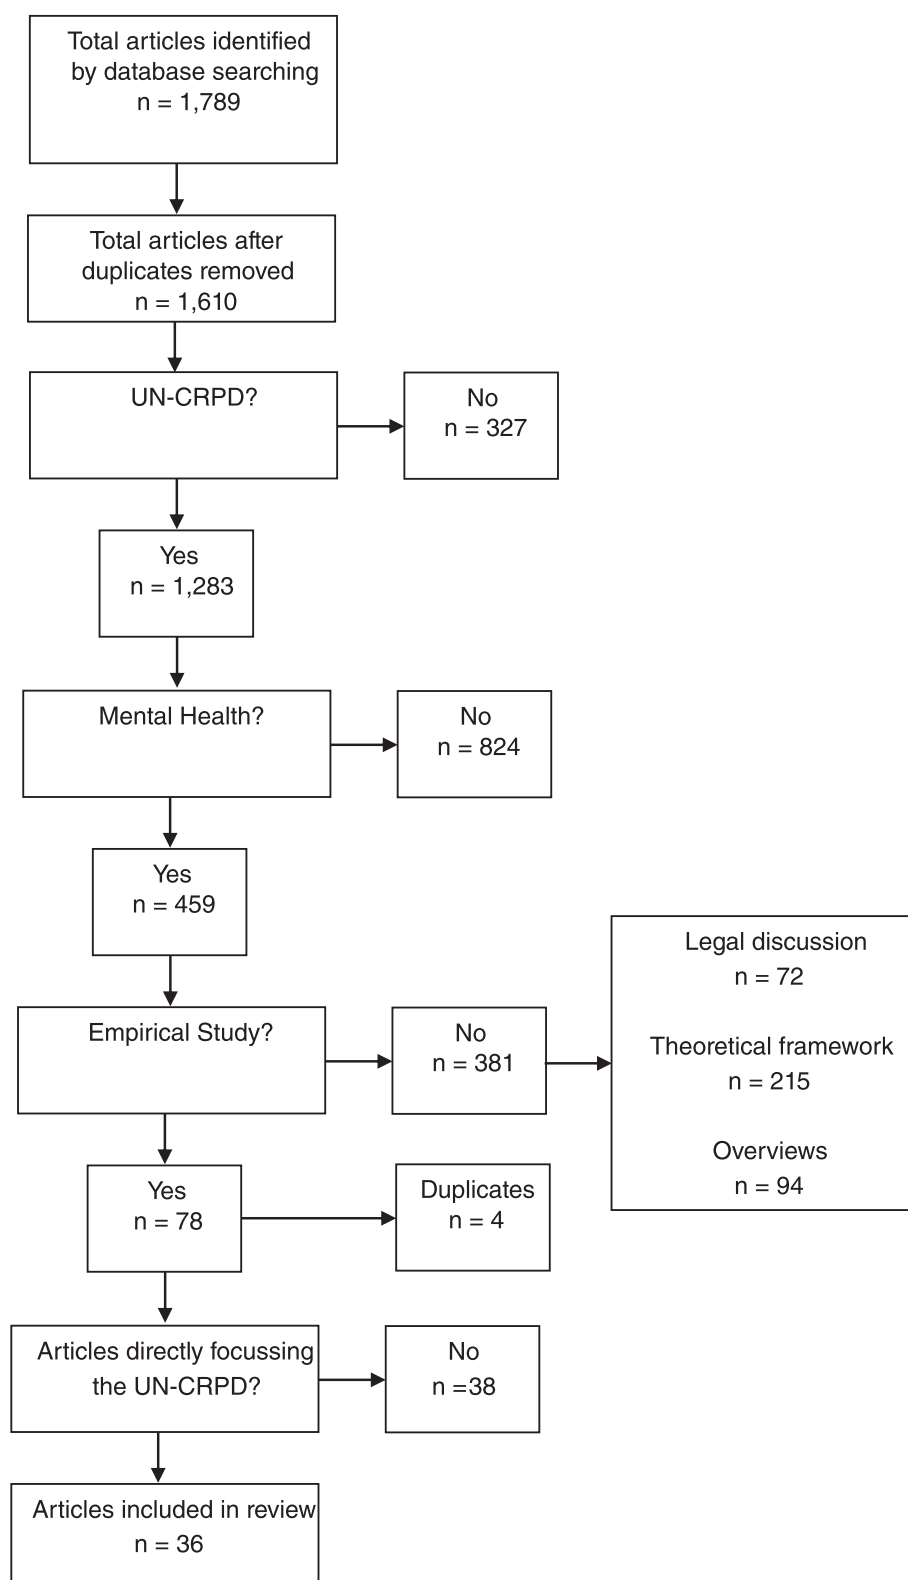 Total articles identified
by database searching
n = 1,789
Total articles after
duplicates removed
n = 1,610
UN-CRPD?
No
n = 327
Yes
n = 1,283
Mental Health?
No
n = 824
Yes
n = 459
Empirical Study?
No
n = 381
Legal discussion
n = 72
Theoretical framework
n = 215
Overviews
n = 94
Yes
n = 78
Duplicates
n = 4
Articles directly focussing
the UN-CRPD?
No
n =38
Articles included in review
n = 36